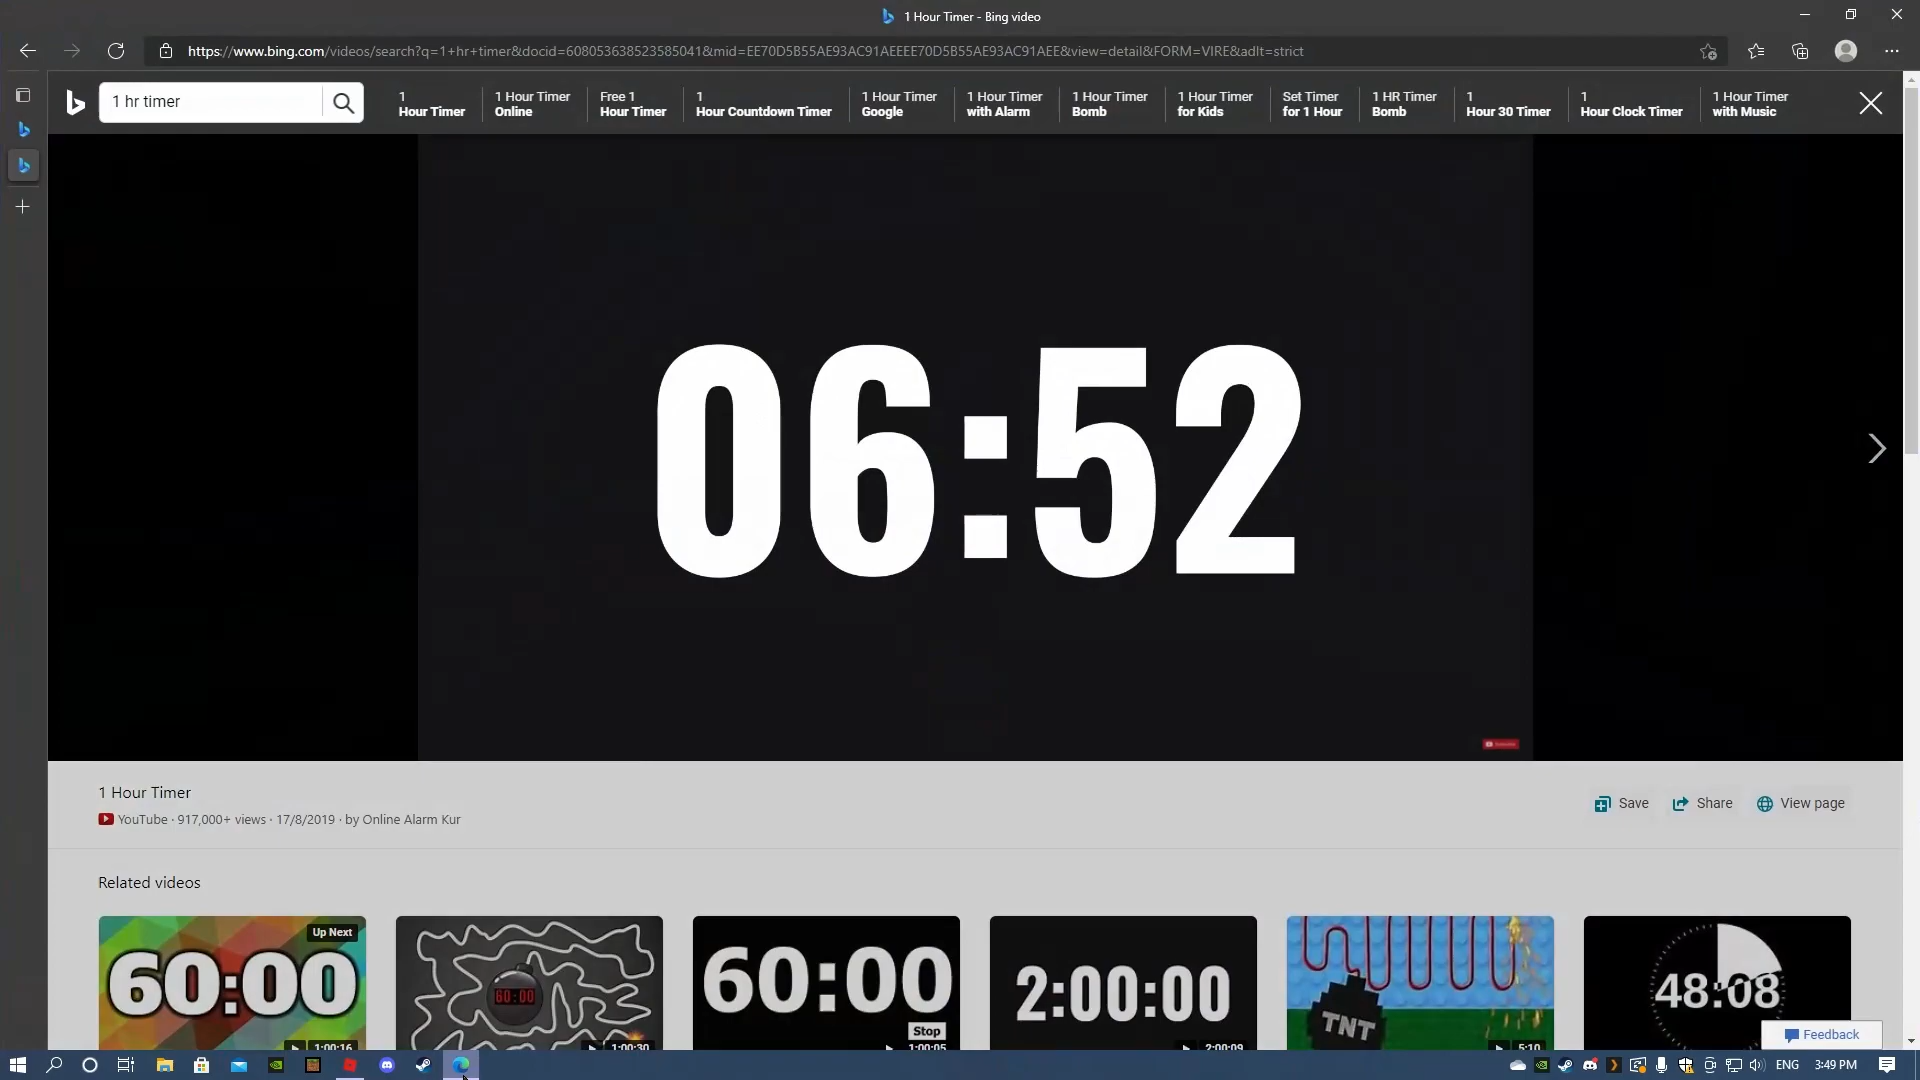 1 Hour Timer - Bing video
https://www.bing.com/videos/search?q=1+hr+timer&docid=608053638523585041&mid=EE70D5B55AE93AC91AEEEE70D5B55AE93AC91AEE&view=detail&FORM=VIRE&adlt=strict
1 hr timer
1
Hour Timer
1 Hour Timer
Online
Free 1
Hour Timer
1
Hour Countdown Timer
1 Hour Timer
Google
1 Hour Timer
with Alarm
1 Hour Timer
Bomb
1 Hour Timer
for Kids
Set Timer
for 1 Hour
1 HR Timer
Bomb
1
Hour 30 Timer
1
Hour Clock Timer
1 Hour Timer
with Music
06:52
1 Hour Timer
YouTube · 917,000+ views · 17/8/2019 · by Online Alarm Kur
Save
Share
View page
Related videos
Up Next
60:00
1:00:16
60:00
1:00:30
60:00
Stop
1:00:05
2:00:00
2:00:09
TNT
5:10
48:08
Feedback
ENG
3:49 PM